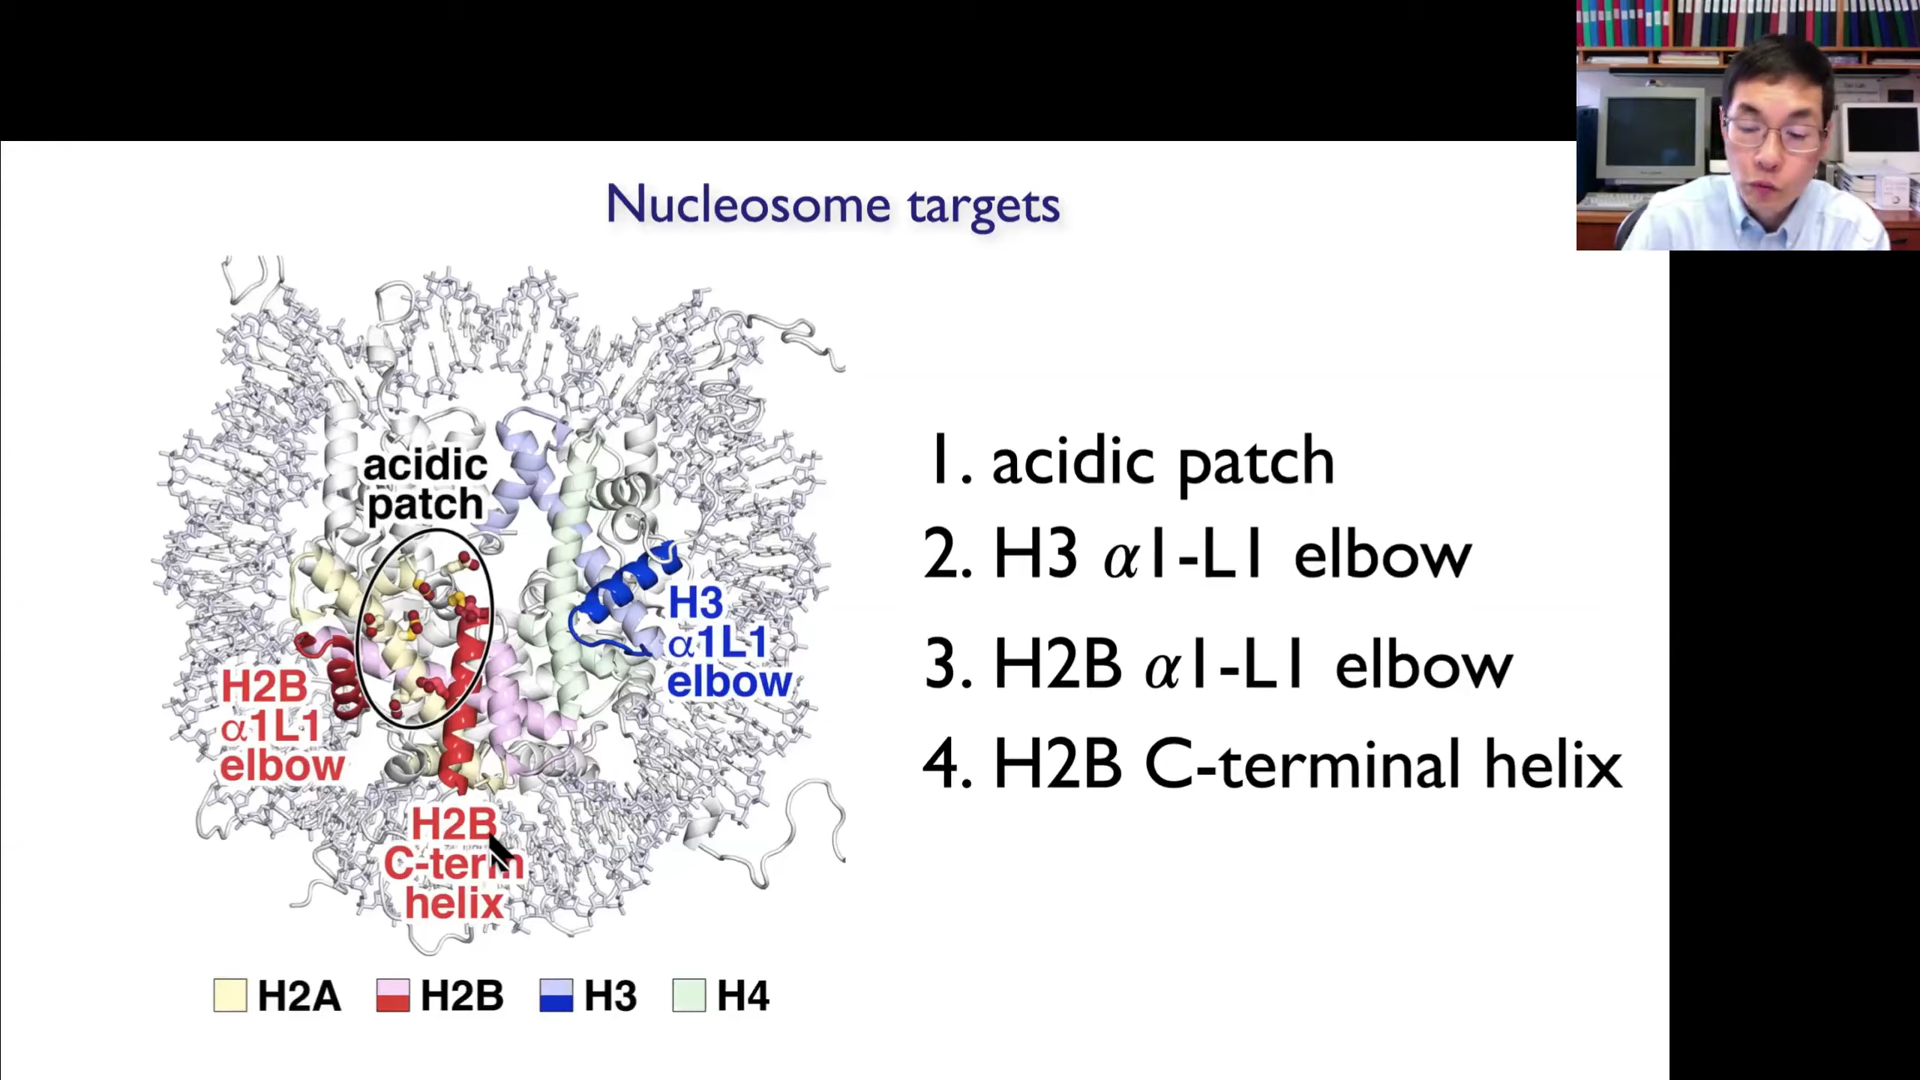 Nucleosome targets
acidic
patch
H3
α1L1
elbow
H2B
α1L1
elbow
H2B
C-term
helix
H2A
H2B
H3
H4
1. acidic patch
2. H3 α1-L1 elbow
3. H2B α1-L1 elbow
4. H2B C-terminal helix